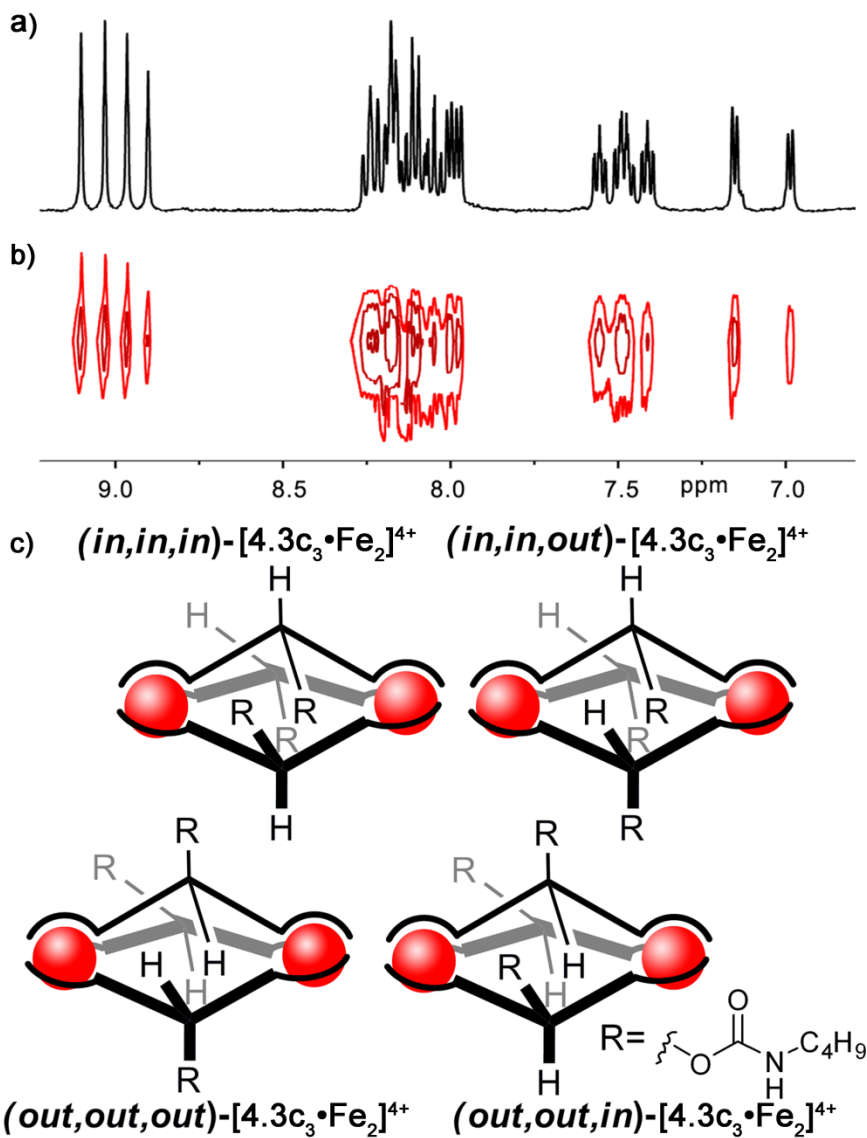 a)
b)
9.0 8.5 8.0 7.5 ppm 7.0
c) (in,in,in)-[4.3c₃•Fe₂]⁴⁺ (in,in,out)-[4.3c₃•Fe₂]⁴⁺
H H
H H
R R H R
R R
H R
R R
R R
H H R H
H H
R H
R= O O N H C₄H₉
(out,out,out)-[4.3c₃•Fe₂]⁴⁺ (out,out,in)-[4.3c₃•Fe₂]⁴⁺